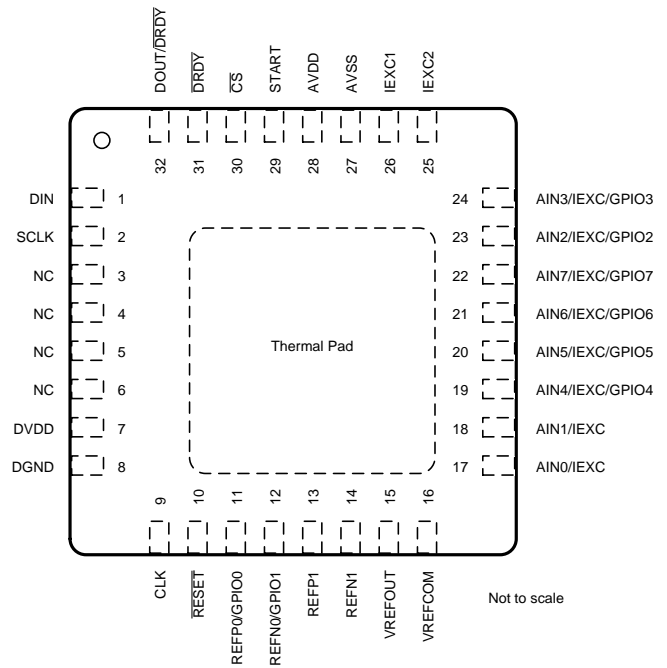 DOUT/DRDY
DRDY
CS
START
AVDD
AVSS
IEXC1
IEXC2
32
31
30
29
28
27
26
25
DIN 1
SCLK 2
NC 3
NC 4
NC 5
NC 6
DVDD 7
DGND 8
24 AIN3/IEXC/GPIO3
23 AIN2/IEXC/GPIO2
22 AIN7/IEXC/GPIO7
21 AIN6/IEXC/GPIO6
20 AIN5/IEXC/GPIO5
19 AIN4/IEXC/GPIO4
18 AIN1/IEXC
17 AIN0/IEXC
Thermal Pad
9
10
11
12
13
14
15
16
CLK
RESET
REFP0/GPIO0
REFN0/GPIO1
REFP1
REFN1
VREFOUT
VREFCOM
Not to scale